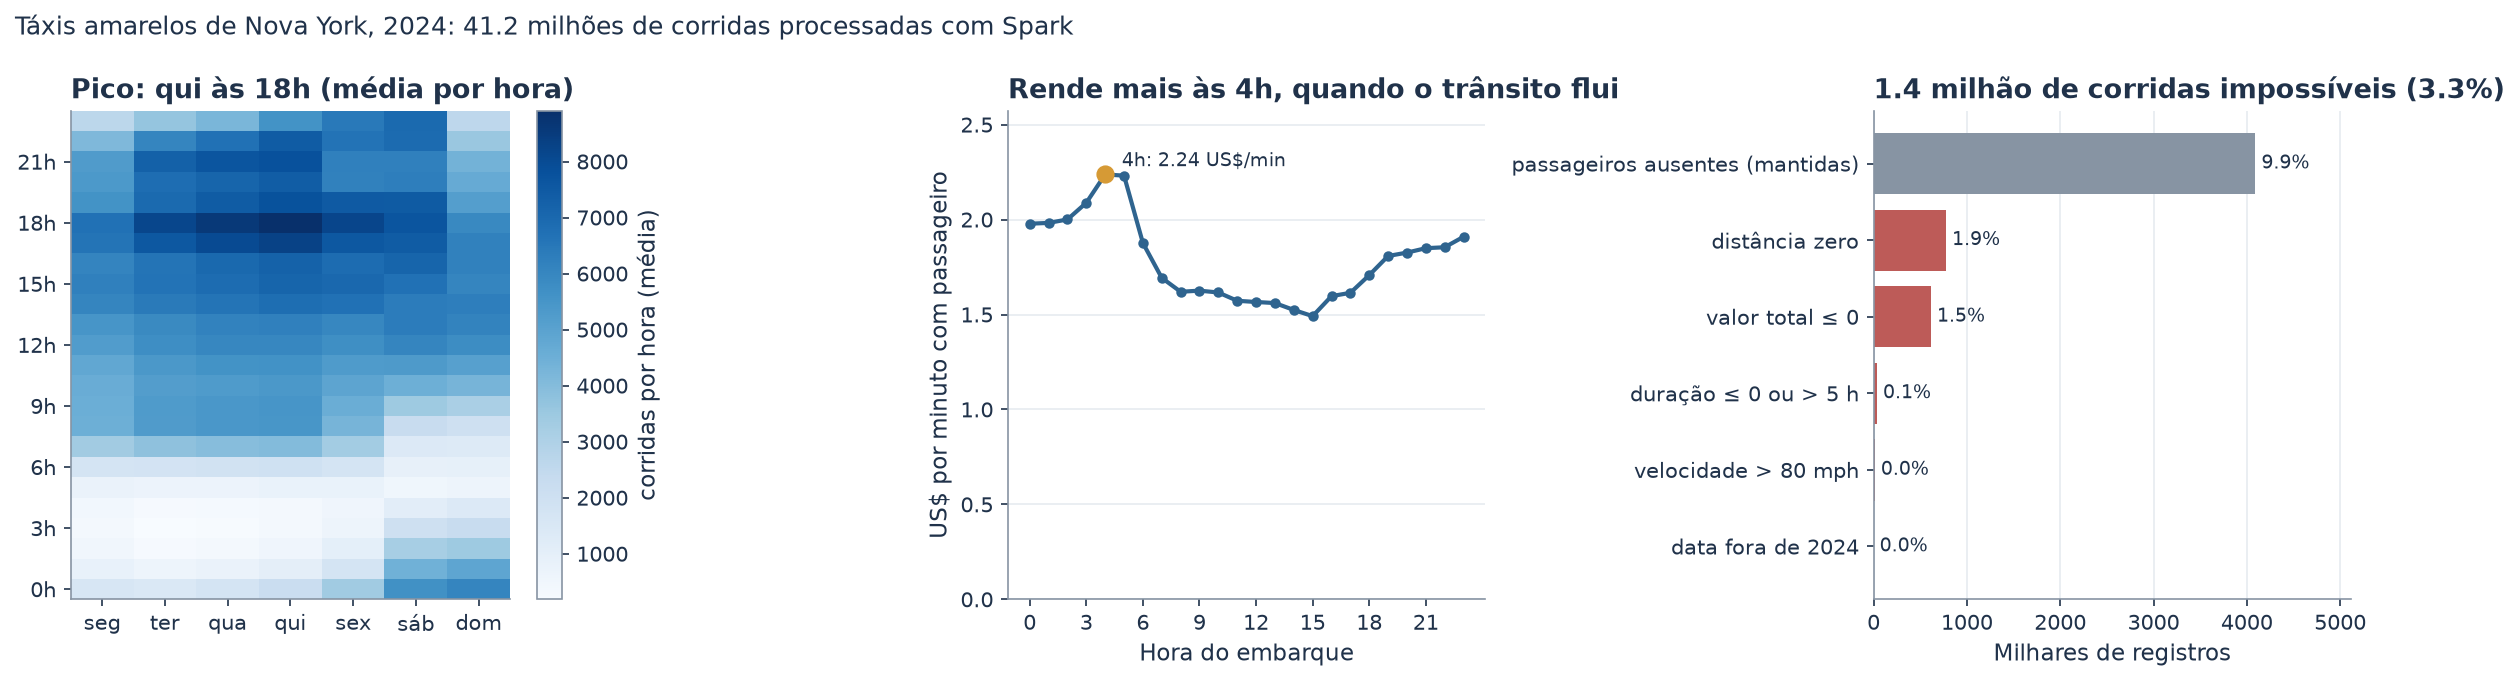 Táxis amarelos de Nova York, 2024: 41.2 milhões de corridas processadas com Spark
Pico: qui às 18h (média por hora)
21h
18h
15h
12h
9h
6h
3h
0h
seg
ter
qua
qui
sex
sáb
dom
8000
7000
6000
5000
4000
3000
2000
1000
corridas por hora (média)
Rende mais às 4h, quando o trânsito flui
US$ por minuto com passageiro
2.5
2.0
1.5
1.0
0.5
0.0
4h: 2.24 US$/min
0
3
6
9
12
15
18
21
Hora do embarque
1.4 milhão de corridas impossíveis (3.3%)
passageiros ausentes (mantidas)
9.9%
distância zero
1.9%
valor total ≤ 0
1.5%
duração ≤ 0 ou > 5 h
0.1%
velocidade > 80 mph
0.0%
data fora de 2024
0.0%
0
1000
2000
3000
4000
5000
Milhares de registros